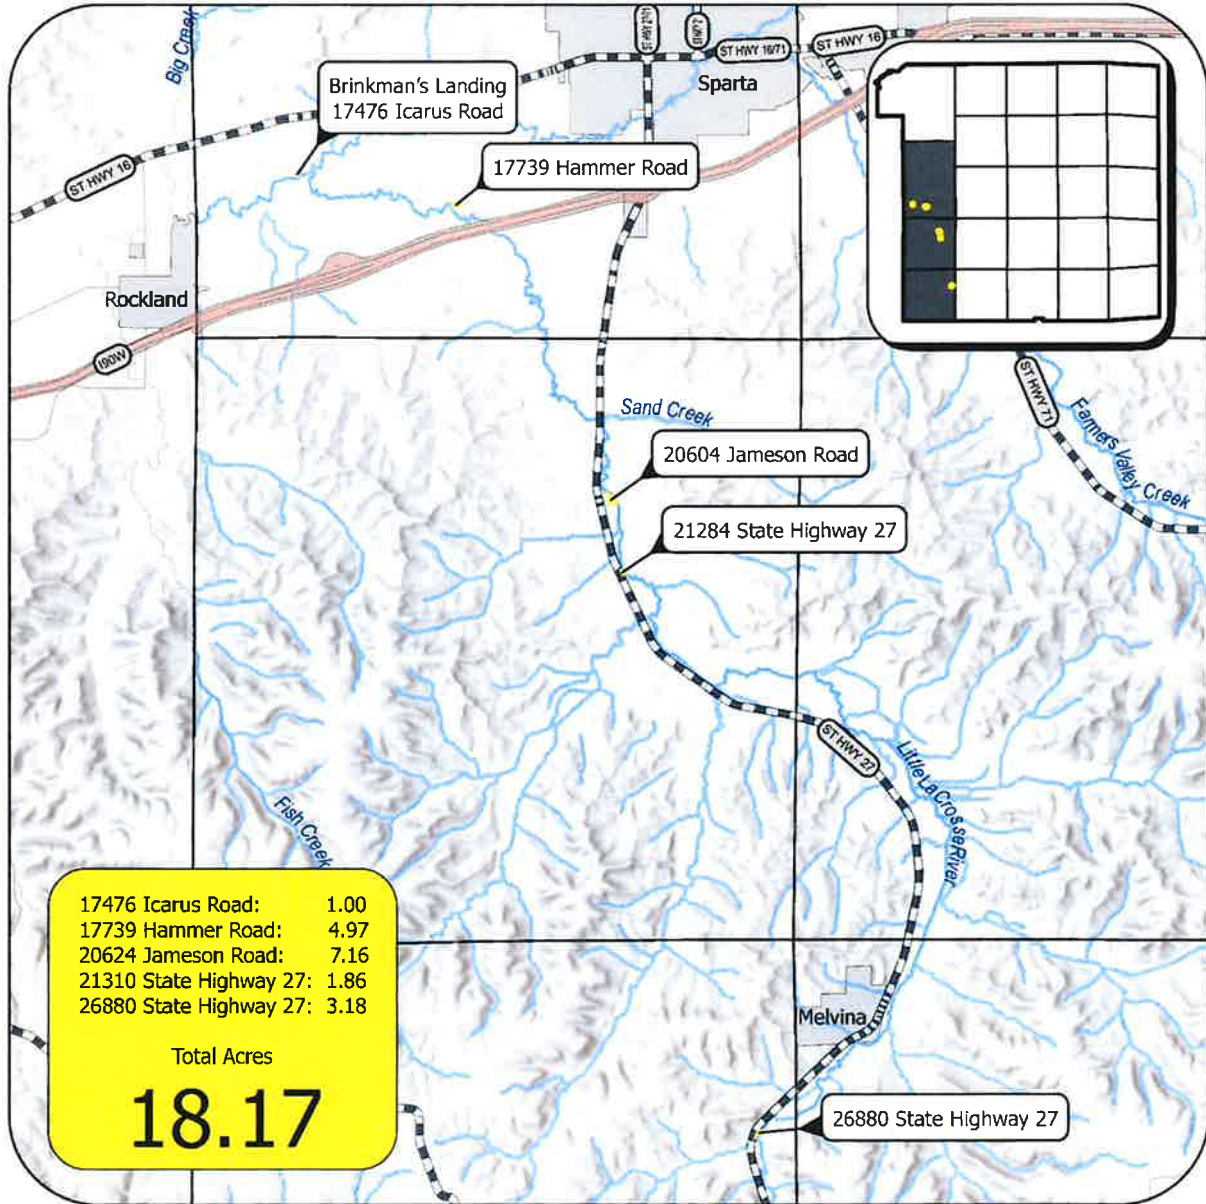 Big Creek
ST HWY 27/71
ST HWY 16/71
ST HWY 16
Sparta
Brinkman's Landing
17476 Icarus Road
ST HWY 16
17739 Hammer Road
Rockland
I90W
Sand Creek
ST HWY 71
Farmers Valley Creek
20604 Jameson Road
21284 State Highway 27
ST HWY 27
Little La Crosse River
Fish Creek
17476 Icarus Road: 1.00
17739 Hammer Road: 4.97
20624 Jameson Road: 7.16
21310 State Highway 27: 1.86
26880 State Highway 27: 3.18
Total Acres
18.17
Melvina
26880 State Highway 27